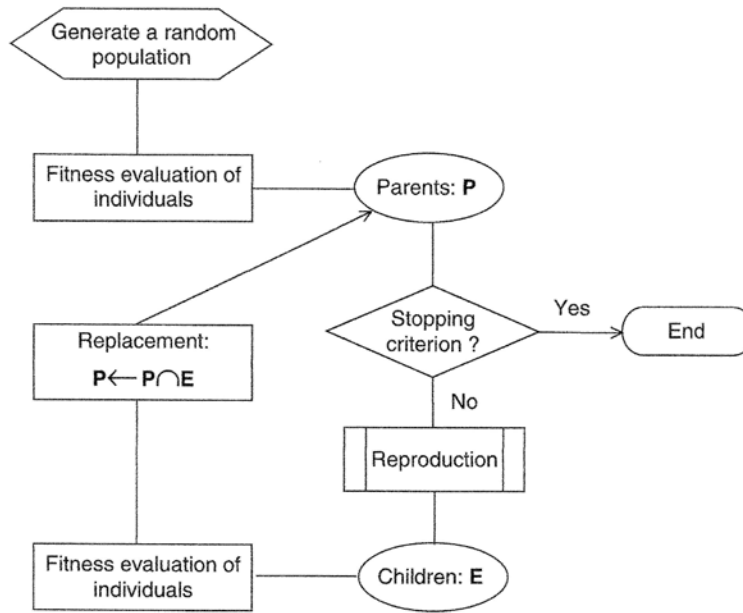 Generate a random
population
Fitness evaluation of
individuals
Parents: P
Stopping
criterion ?
Yes
End
No
Replacement:
P← P∩E
Reproduction
Fitness evaluation of
individuals
Children: E